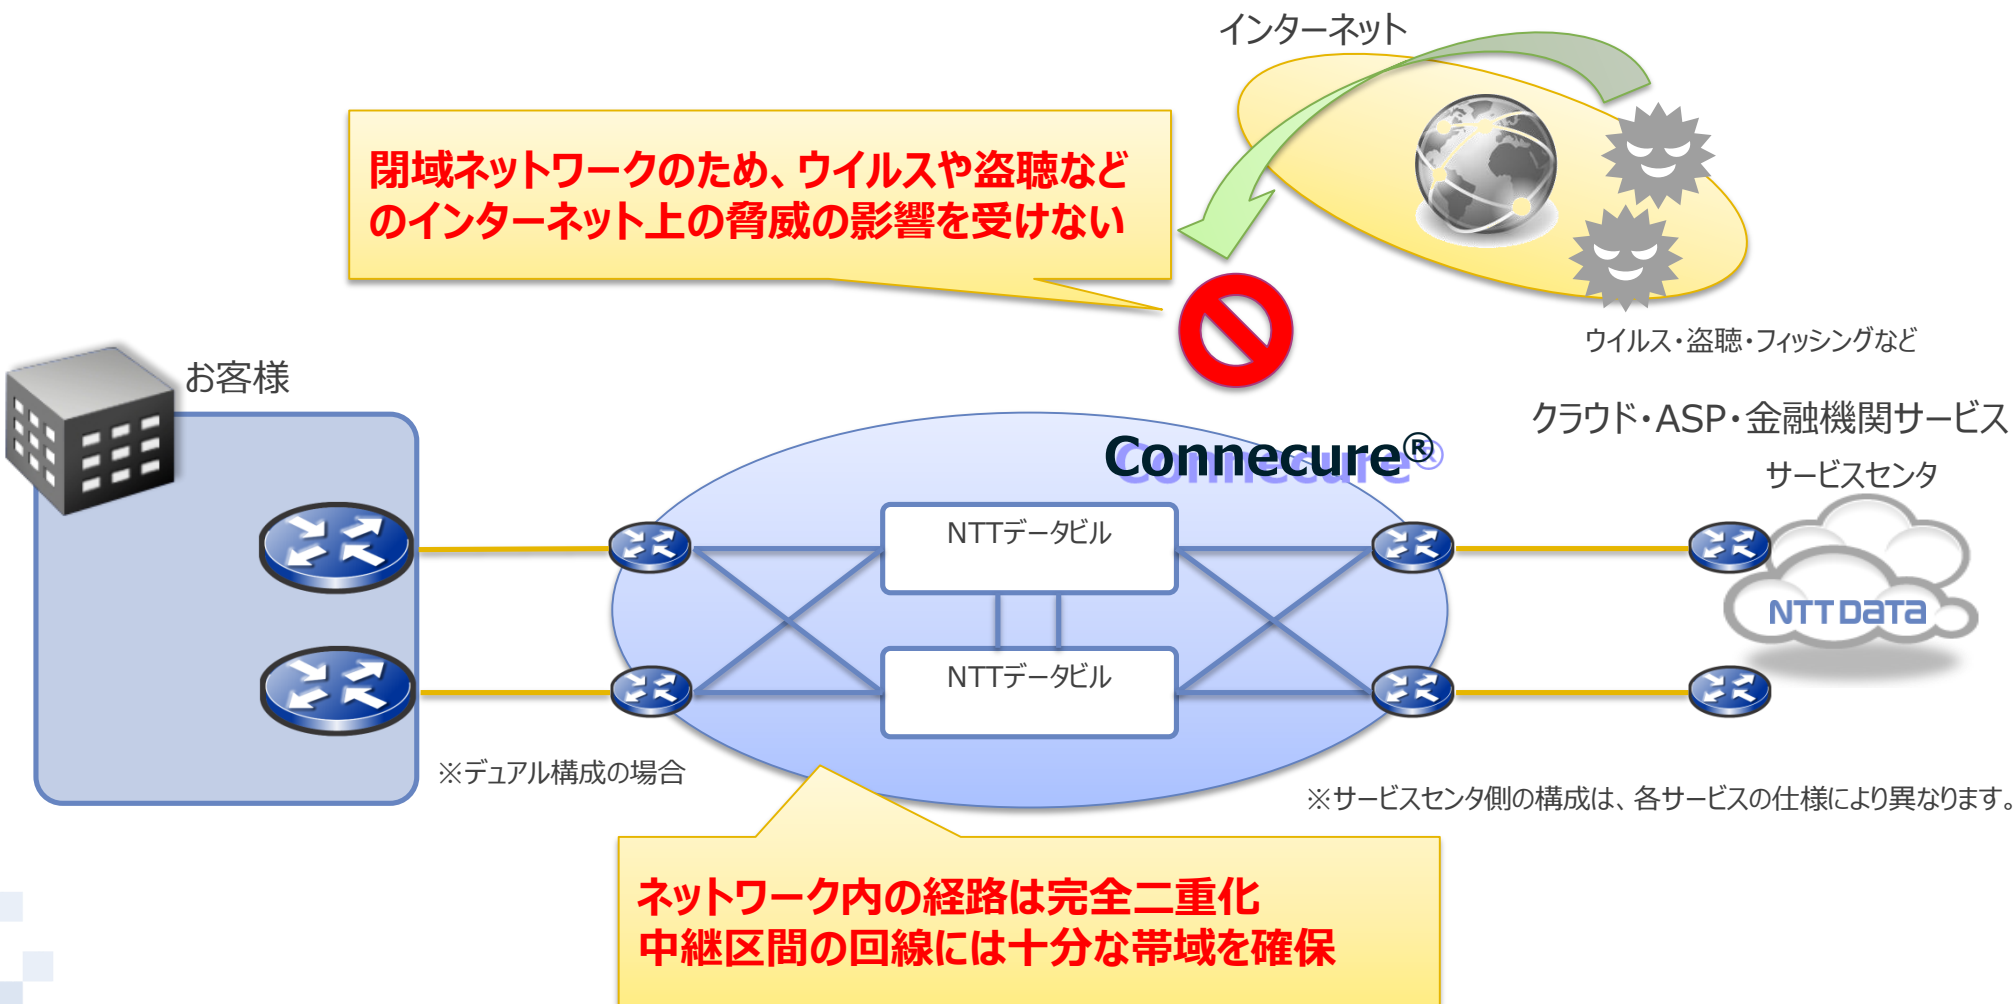 インターネット
閉域ネットワークのため、ウイルスや盗聴など
のインターネット上の脅威の影響を受けない
ウイルス・盗聴・フィッシングなど
お客様
クラウド・ASP・金融機関サービス
Connecure®
サービスセンタ
NTTデータビル
NTT DATA
NTTデータビル
※デュアル構成の場合
※サービスセンタ側の構成は、各サービスの仕様により異なります。
ネットワーク内の経路は完全二重化
中継区間の回線には十分な帯域を確保